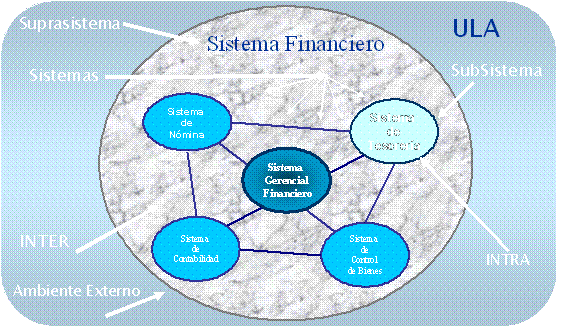 Suprasistema
ULA
Sistema Financiero
Sistemas
SubSistema
Sistema
de
Nómina
Sistema
de
Tesorería
Sistema
Gerencial
Financiero
INTER
Sistema
de
Contabilidad
Sistema
de
Control
de Bienes
INTRA
Ambiente Externo